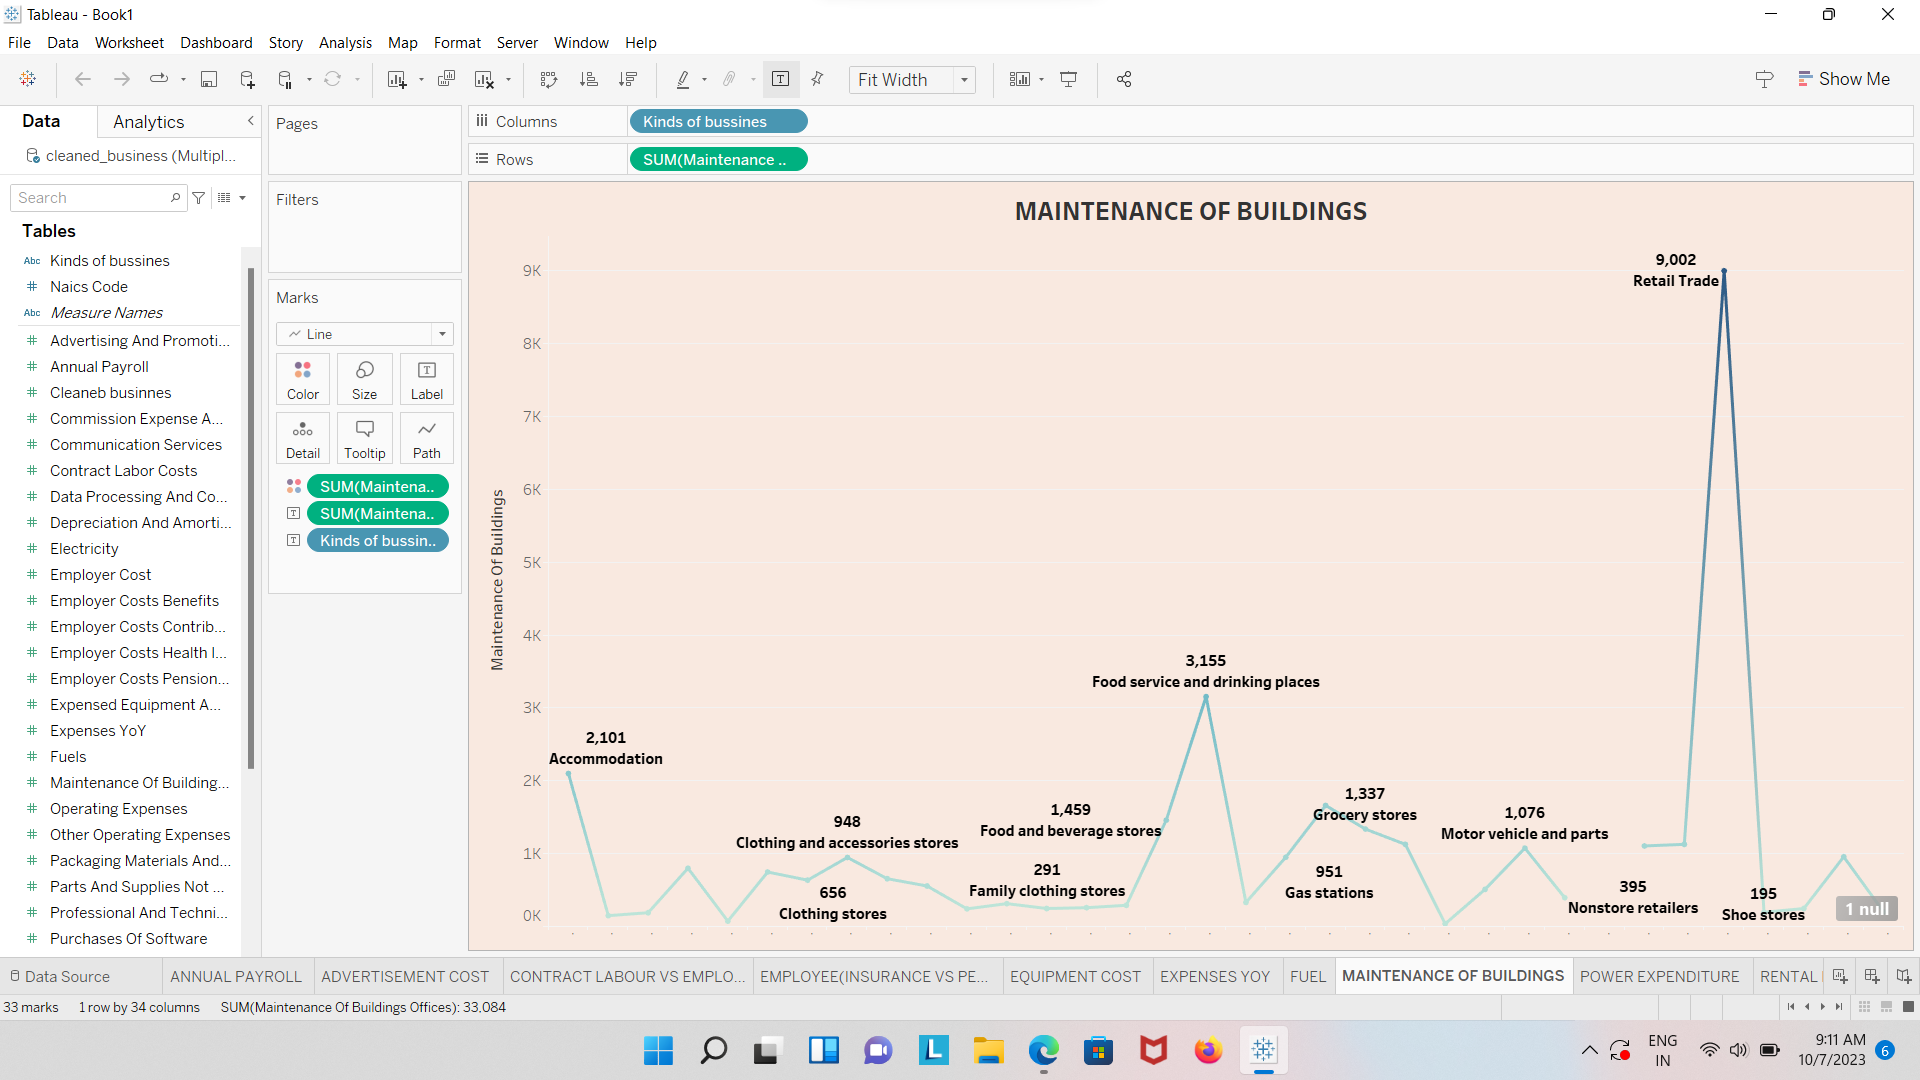 Tableau - Book1
File Data Worksheet Dashboard Story Analysis Map Format Server Window Help
Fit Width
Show Me
Data
Analytics
cleaned_business (Multipl...
Search
Tables
Abc Kinds of bussines
# Naics Code
Abc Measure Names
# Advertising And Promoti...
# Annual Payroll
# Cleaneb businnes
# Commission Expense A...
# Communication Services
# Contract Labor Costs
# Data Processing And Co...
# Depreciation And Amorti...
# Electricity
# Employer Cost
# Employer Costs Benefits
# Employer Costs Contrib...
# Employer Costs Health I...
# Employer Costs Pension...
# Expensed Equipment A...
# Expenses YoY
# Fuels
# Maintenance Of Building...
# Operating Expenses
# Other Operating Expenses
# Packaging Materials And...
# Parts And Supplies Not ...
# Professional And Techni...
# Purchases Of Software
Pages
Filters
Marks
Line
Color Size Label
Detail Tooltip Path
SUM(Maintena..
SUM(Maintena..
Kinds of bussin..
Columns
Kinds of bussines
Rows
SUM(Maintenance ..
MAINTENANCE OF BUILDINGS
Maintenance Of Buildings
9K
8K
7K
6K
5K
4K
3K
2K
1K
0K
9,002
Retail Trade
3,155
Food service and drinking places
2,101
Accommodation
948
Clothing and accessories stores
656
Clothing stores
1,459
Food and beverage stores
291
Family clothing stores
1,337
Grocery stores
951
Gas stations
1,076
Motor vehicle and parts
395
Nonstore retailers
195
Shoe stores
1 null
Data Source
ANNUAL PAYROLL
ADVERTISEMENT COST
CONTRACT LABOUR VS EMPLO...
EMPLOYEE(INSURANCE VS PE...
EQUIPMENT COST
EXPENSES YOY
FUEL
MAINTENANCE OF BUILDINGS
POWER EXPENDITURE
RENTAL
33 marks
1 row by 34 columns
SUM(Maintenance Of Buildings Offices): 33,084
ENG
IN
9:11 AM
10/7/2023
6